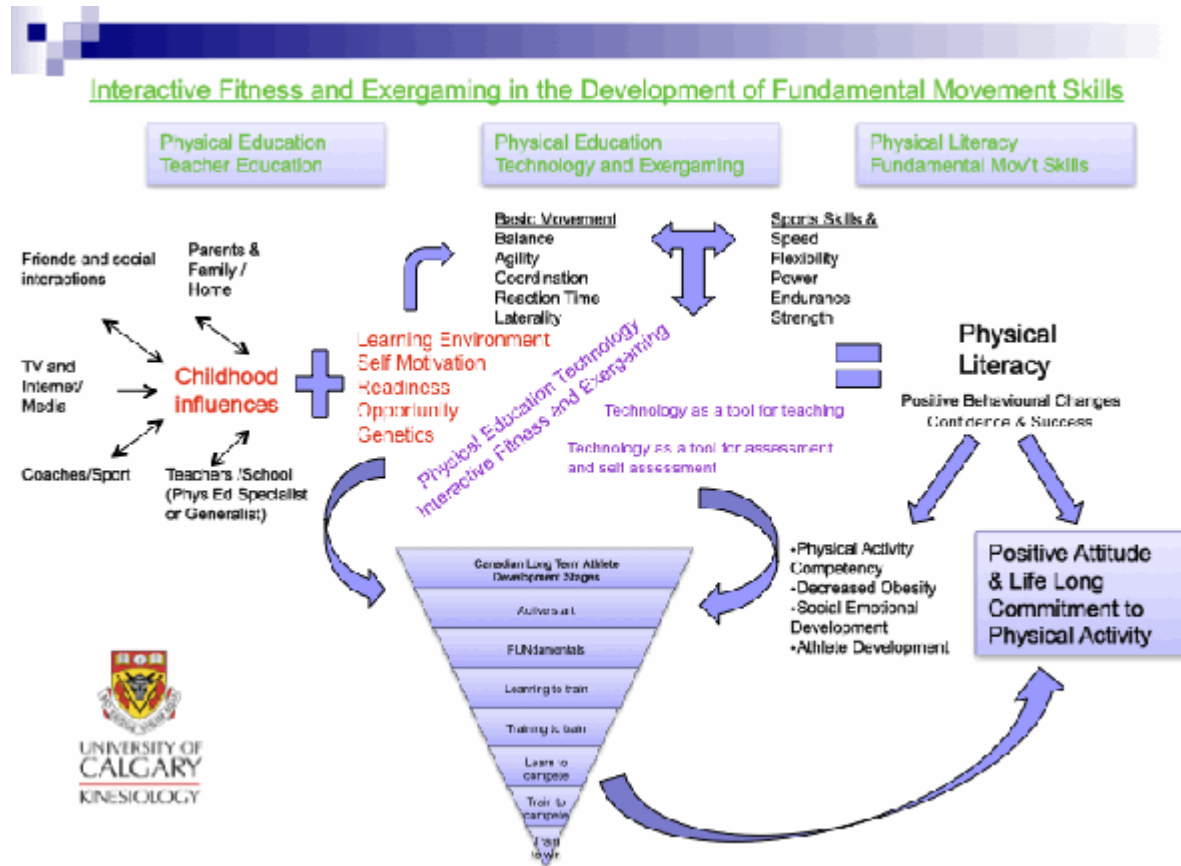 Interactive Fitness and Exergaming in the Development of Fundamental Movement Skills
Physical Education
Teacher Education
Physical Education
Technology and Exergaming
Physical Literacy
Fundamental Mov't Skills
Friends and social
interactions
Parents &
Family /
Home
TV and
Internet/
Media
Childhood
influences
Coaches/Sport
Teachers /School
(Phys Ed Specialist
or Generalist)
Learning Environment
Self Motivation
Readiness
Opportunity
Genetics
Basic Movement
Balance
Agility
Coordination
Reaction Time
Laterality
Sports Skills &
Speed
Flexibility
Power
Endurance
Strength
Physical Education Technology
Interactive Fitness and Exergaming
Technology as a tool for teaching
Technology as a tool for assessment
and self assessment
Physical
Literacy
Positive Behavioural Changes
Confidence & Success
•Physical Activity
Competency
•Decreased Obesity
•Social Emotional
Development
•Athlete Development
Positive Attitude
& Life Long
Commitment to
Physical Activity
Canadian Long Term Athlete
Development Stages
Active start
FUNdamentals
Learning to train
Training to train
Learn to
compete
Train to
compete
UNIVERSITY OF
CALGARY
KINESIOLOGY